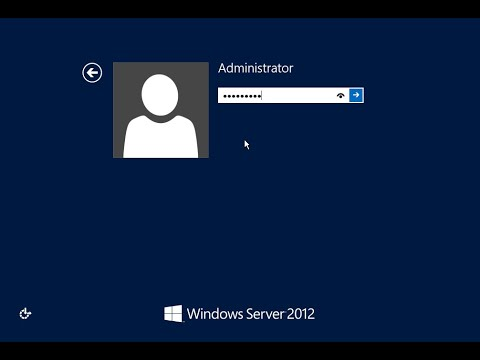 Administrator
•••••••••
Windows Server 2012